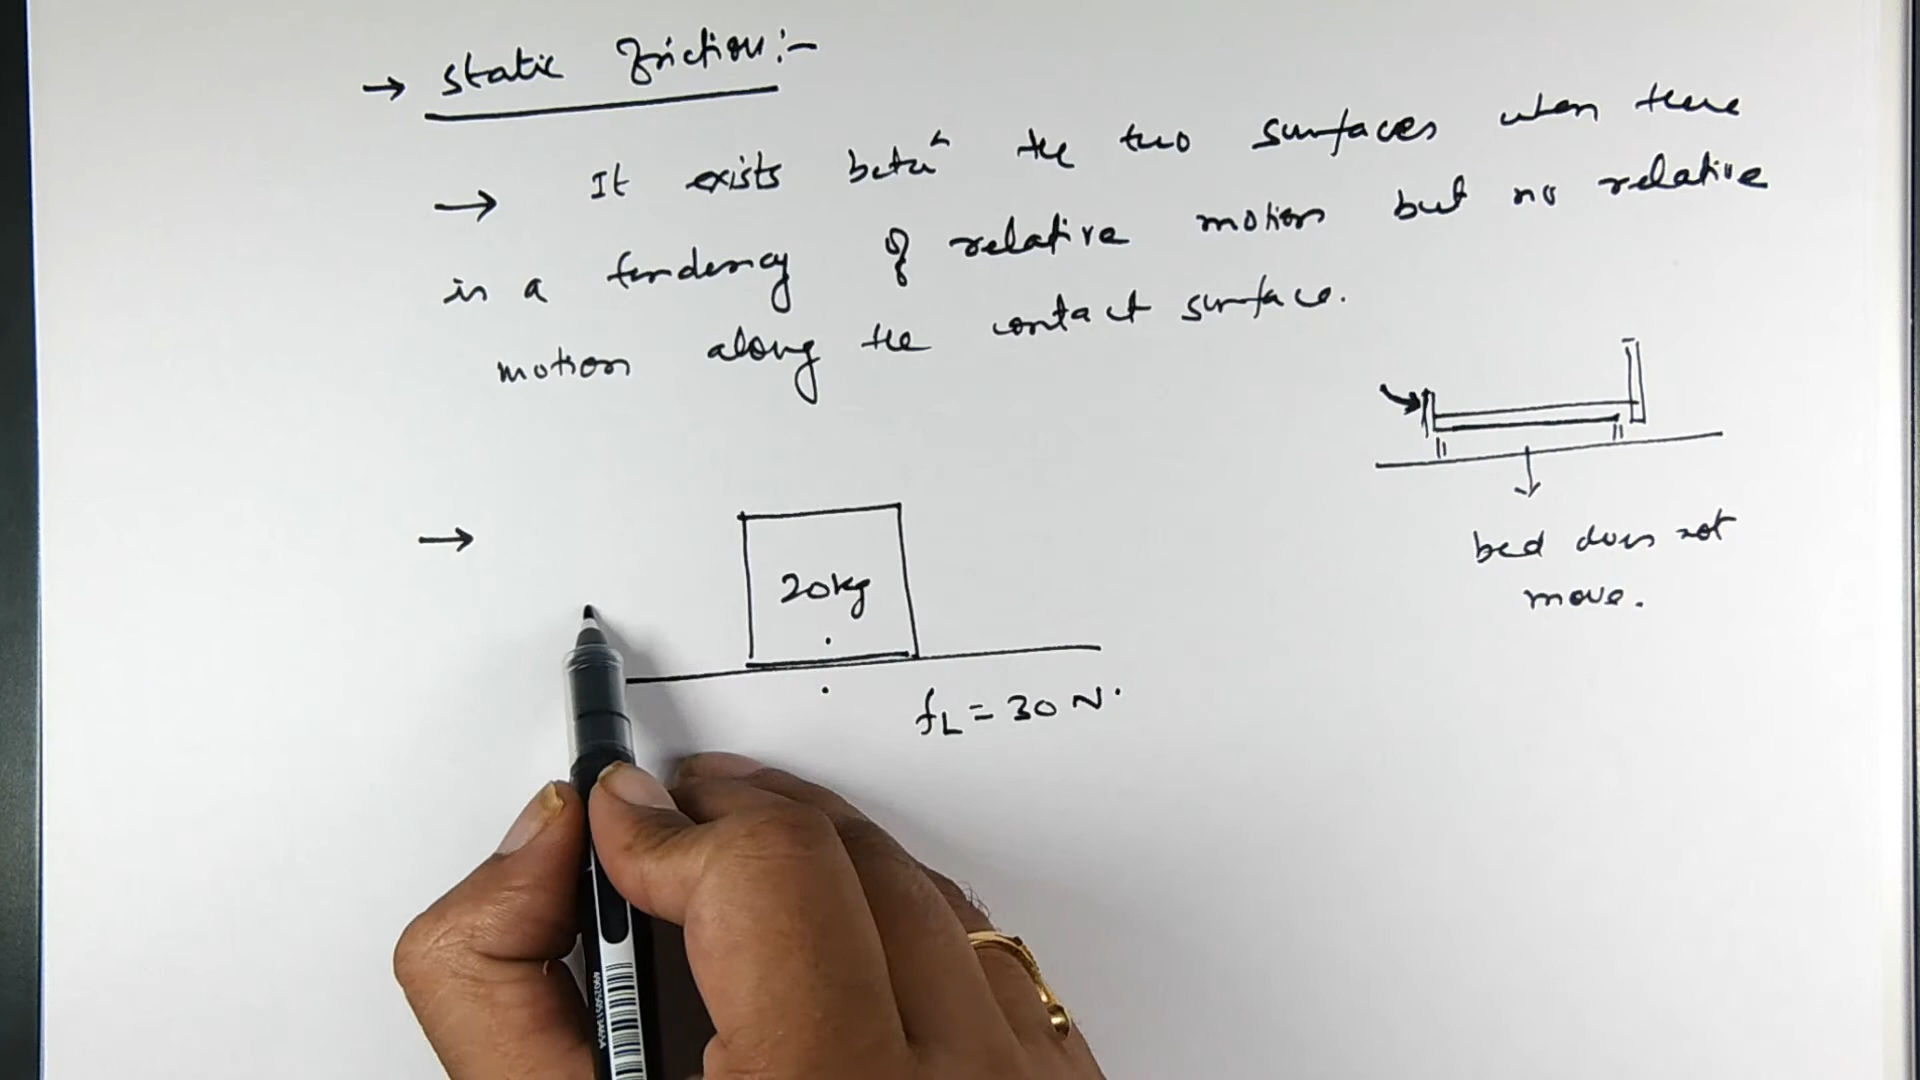 → Static friction:-
→ It exists betwⁿ the two surfaces when there
is a tendency of relative motion but no relative
motion along the contact surface.
→
20kg
fL = 30 N.
bed does not
move.